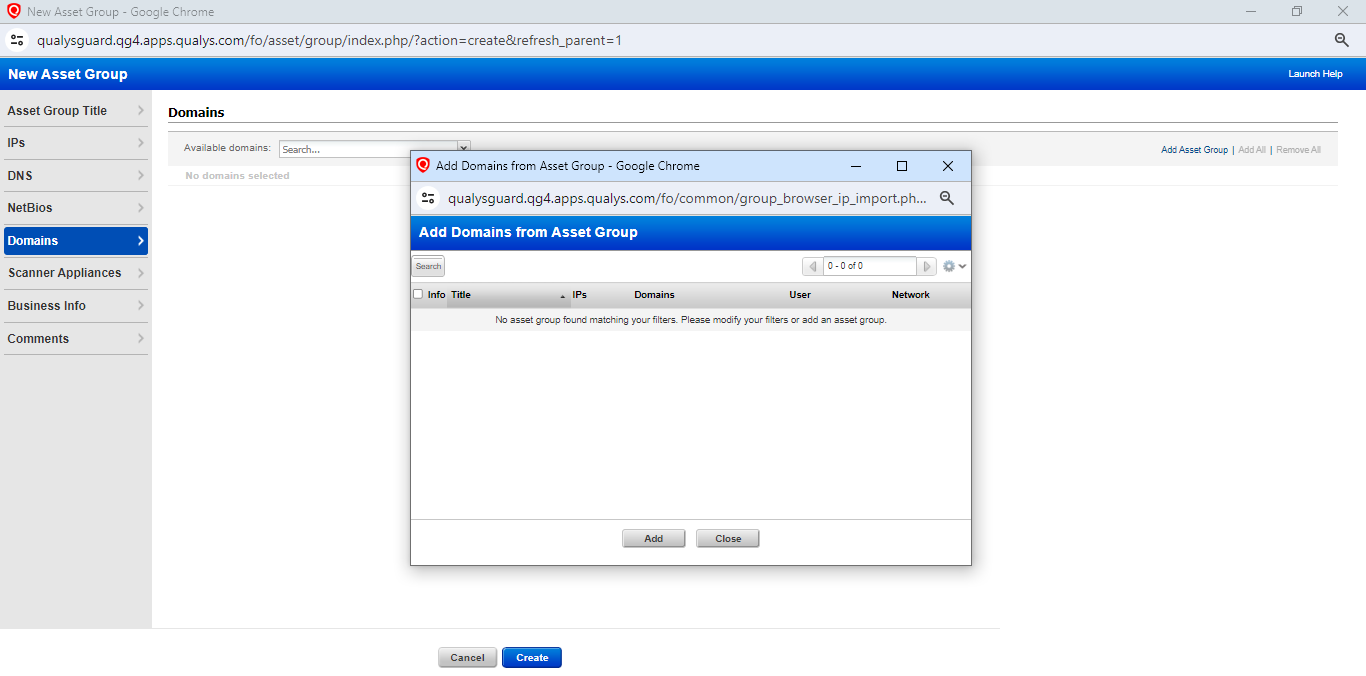 New Asset Group - Google Chrome
qualysguard.qg4.apps.qualys.com/fo/asset/group/index.php/?action=create&refresh_parent=1
New Asset Group
Launch Help
Asset Group Title
IPs
DNS
NetBios
Domains
Scanner Appliances
Business Info
Comments
Domains
Available domains: Search...
Add Asset Group | Add All | Remove All
No domains selected
Add Domains from Asset Group - Google Chrome
qualysguard.qg4.apps.qualys.com/fo/common/group_browser_ip_import.ph...
Add Domains from Asset Group
Search
0 - 0 of 0
Info Title IPs Domains User Network
No asset group found matching your filters. Please modify your filters or add an asset group.
Add Close
Cancel Create